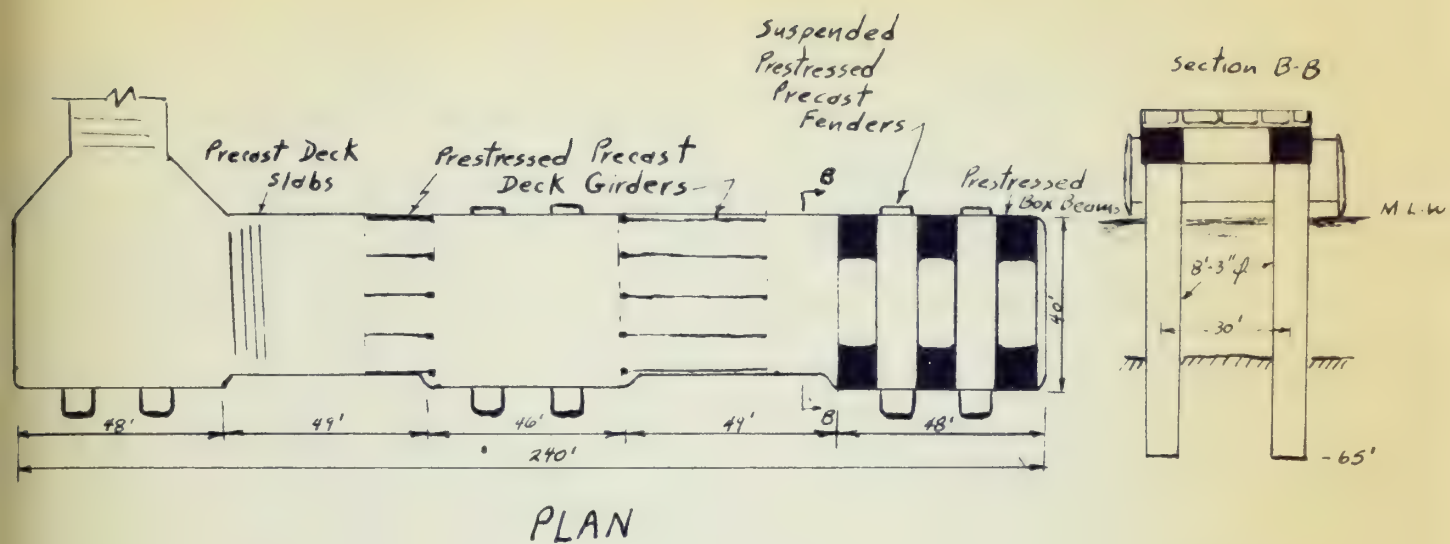 Suspended
Prestressed
Precast
Fenders
Section B-B
Precast Deck
Slabs
Prestressed Precast
Deck Girders
B
Prestressed
Box Beams
M.L.W
8'-3"ϕ
40'
30'
B
48'
49'
46'
49'
48'
240'
-65'
PLAN